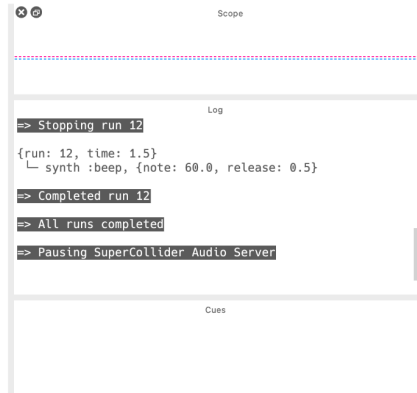 Scope
Log
=> Stopping run 12
{run: 12, time: 1.5}
└─ synth :beep, {note: 60.0, release: 0.5}
=> Completed run 12
=> All runs completed
=> Pausing SuperCollider Audio Server
Cues